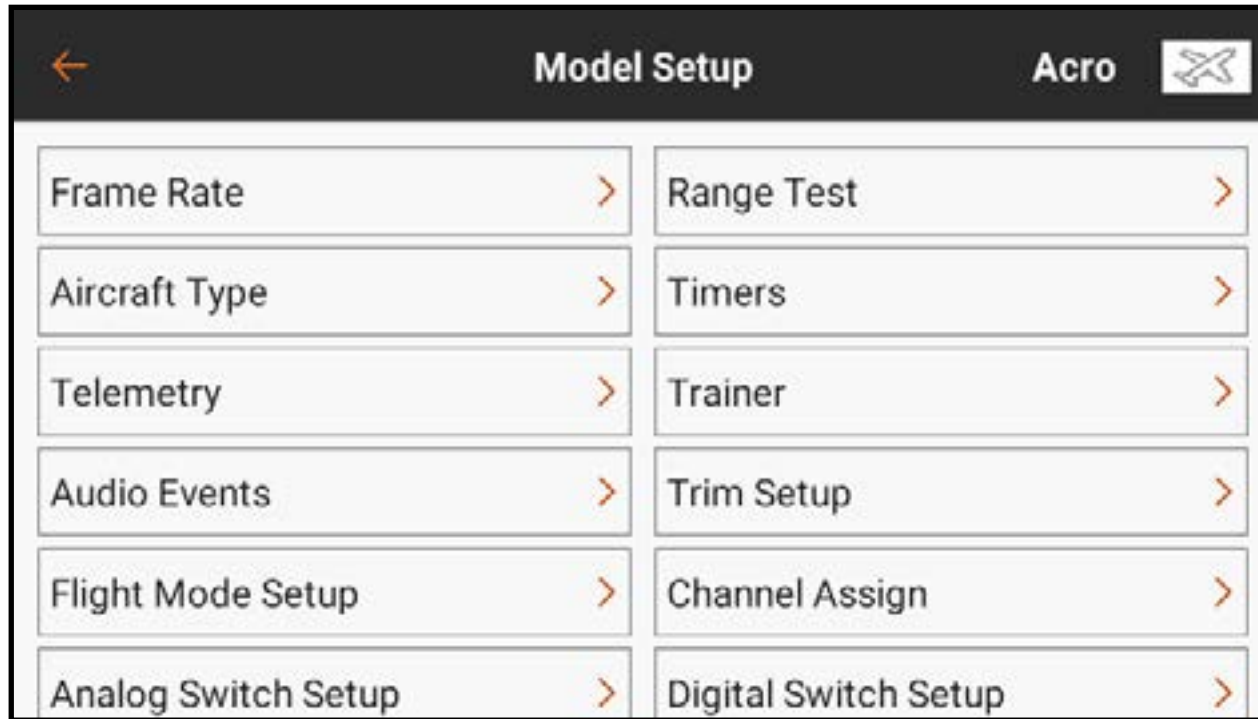 Model Setup Acro
Frame Rate Range Test
Aircraft Type Timers
Telemetry Trainer
Audio Events Trim Setup
Flight Mode Setup Channel Assign
Analog Switch Setup Digital Switch Setup